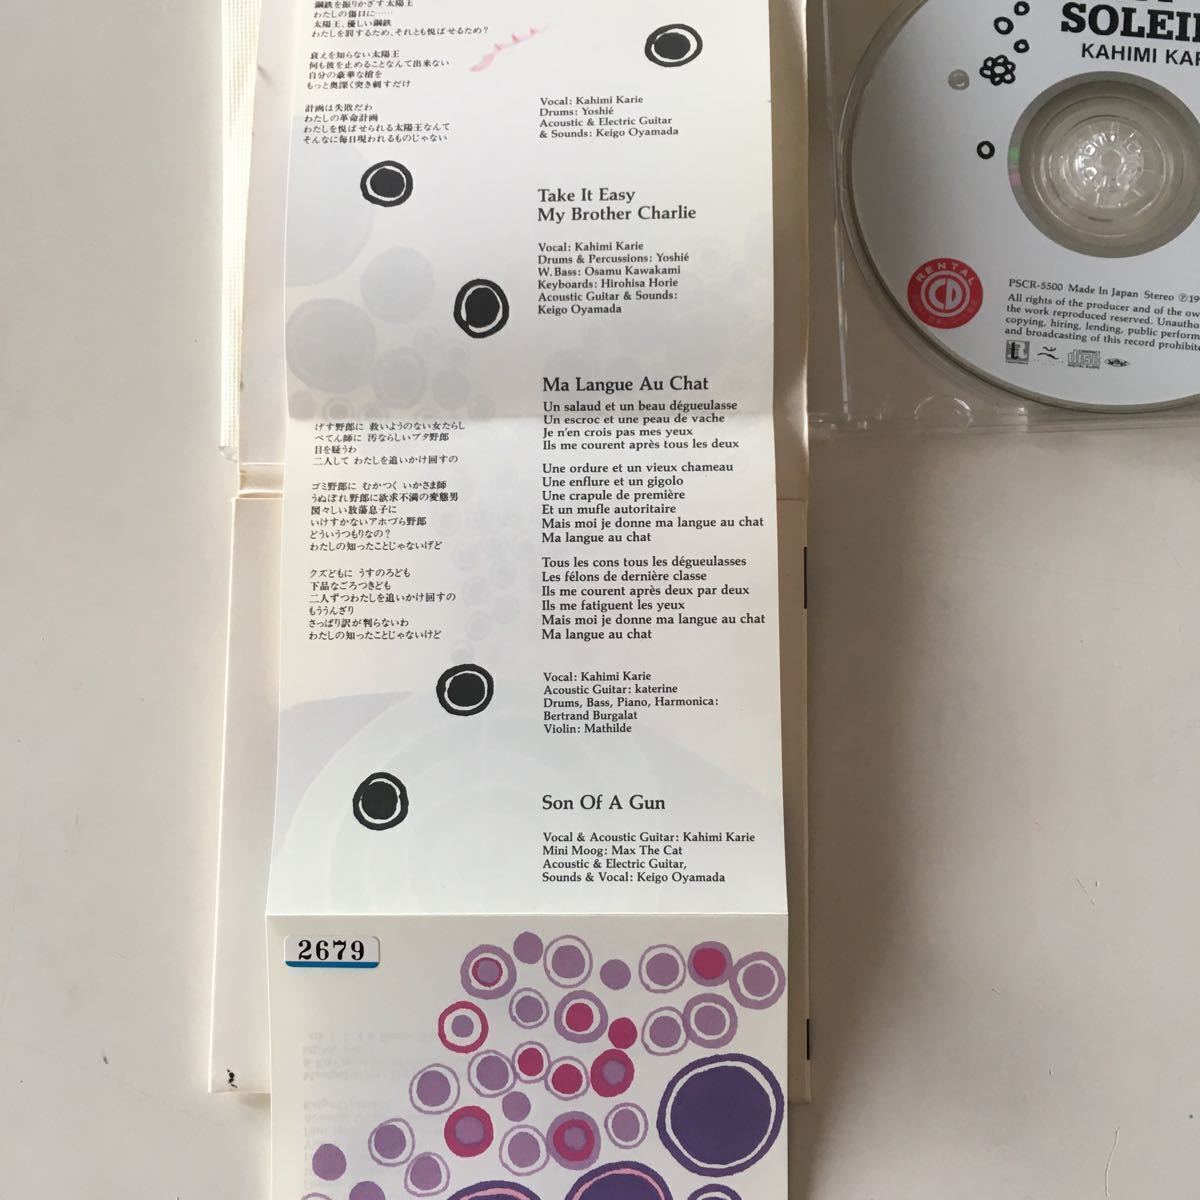 鋼鉄を振りかざす太陽王
わたしの傷口に……
太陽王、優しい鋼鉄
わたしを罰するため、それとも悦ばせるため?
衰えを知らない太陽王
何も彼を止めることなんて出来ない
自分の豪華な槍を
もっと奥深く突き刺すだけ
計画は失敗だわ
わたしの革命計画
わたしを悦ばせられる太陽王なんて
そんなに毎日現われるものじゃない
Vocal: Kahimi Karie
Drums: Yoshié
Acoustic & Electric Guitar
& Sounds: Keigo Oyamada
Take It Easy
My Brother Charlie
Vocal: Kahimi Karie
Drums & Percussions: Yoshié
W. Bass: Osamu Kawakami
Keyboards: Hirohisa Horie
Acoustic Guitar & Sounds:
Keigo Oyamada
Ma Langue Au Chat
Un salaud et un beau dégueulasse
Un escroc et une peau de vache
Je n'en crois pas mes yeux
Ils me courent après tous les deux
Une ordure et un vieux chameau
Une enflure et un gigolo
Une crapule de première
Et un mufle autoritaire
Mais moi je donne ma langue au chat
Ma langue au chat
Tous les cons tous les dégueulasses
Les félons de dernière classe
Ils me courent après deux par deux
Ils me fatiguent les yeux
Mais moi je donne ma langue au chat
Ma langue au chat
げす野郎に 救いようのない女たらし
ぺてん師に 汚ならしいブタ野郎
目を疑うわ
二人して わたしを追いかけ回すの
ゴミ野郎に むかつく いかさま師
うぬぼれ野郎に欲求不満の変態男
図々しい放蕩息子に
いけすかないアホづら野郎
どういうつもりなの?
わたしの知ったことじゃないけど
クズどもに うすのろども
下品なごろつきども
二人ずつわたしを追いかけ回すの
もううんざり
さっぱり訳が判らないわ
わたしの知ったことじゃないけど
Vocal: Kahimi Karie
Acoustic Guitar: katerine
Drums, Bass, Piano, Harmonica:
Bertrand Burgalat
Violin: Mathilde
Son Of A Gun
Vocal & Acoustic Guitar: Kahimi Karie
Mini Moog: Max The Cat
Acoustic & Electric Guitar,
Sounds & Vocal: Keigo Oyamada
2679
SOLEIL
KAHIMI KAR
RENTAL
CD
PSCR-5500 Made In Japan Stereo ℗19
All rights of the producer and of the ow
the work reproduced reserved. Unautho
copying, hiring, lending, public perform
and broadcasting of this record prohibite
COMPACT
disc
DIGITAL AUDIO